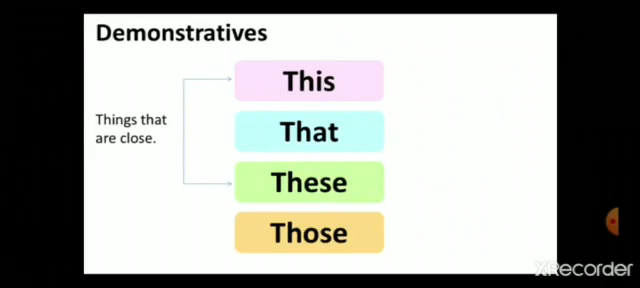 Demonstratives
This
Things that
are close.
That
These
Those
XRecorder